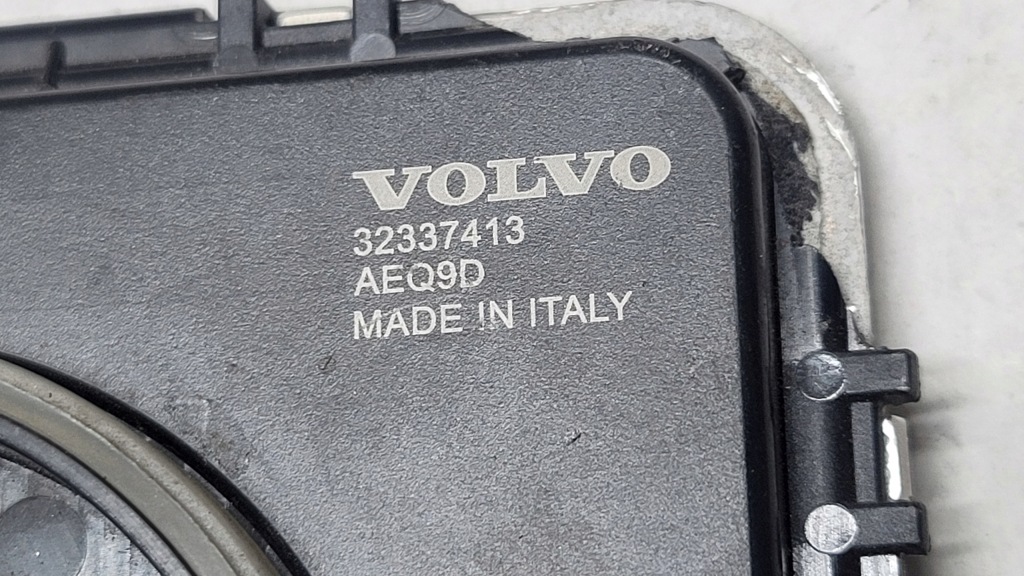 VOLVO
32337413
AEQ9D
MADE IN ITALY